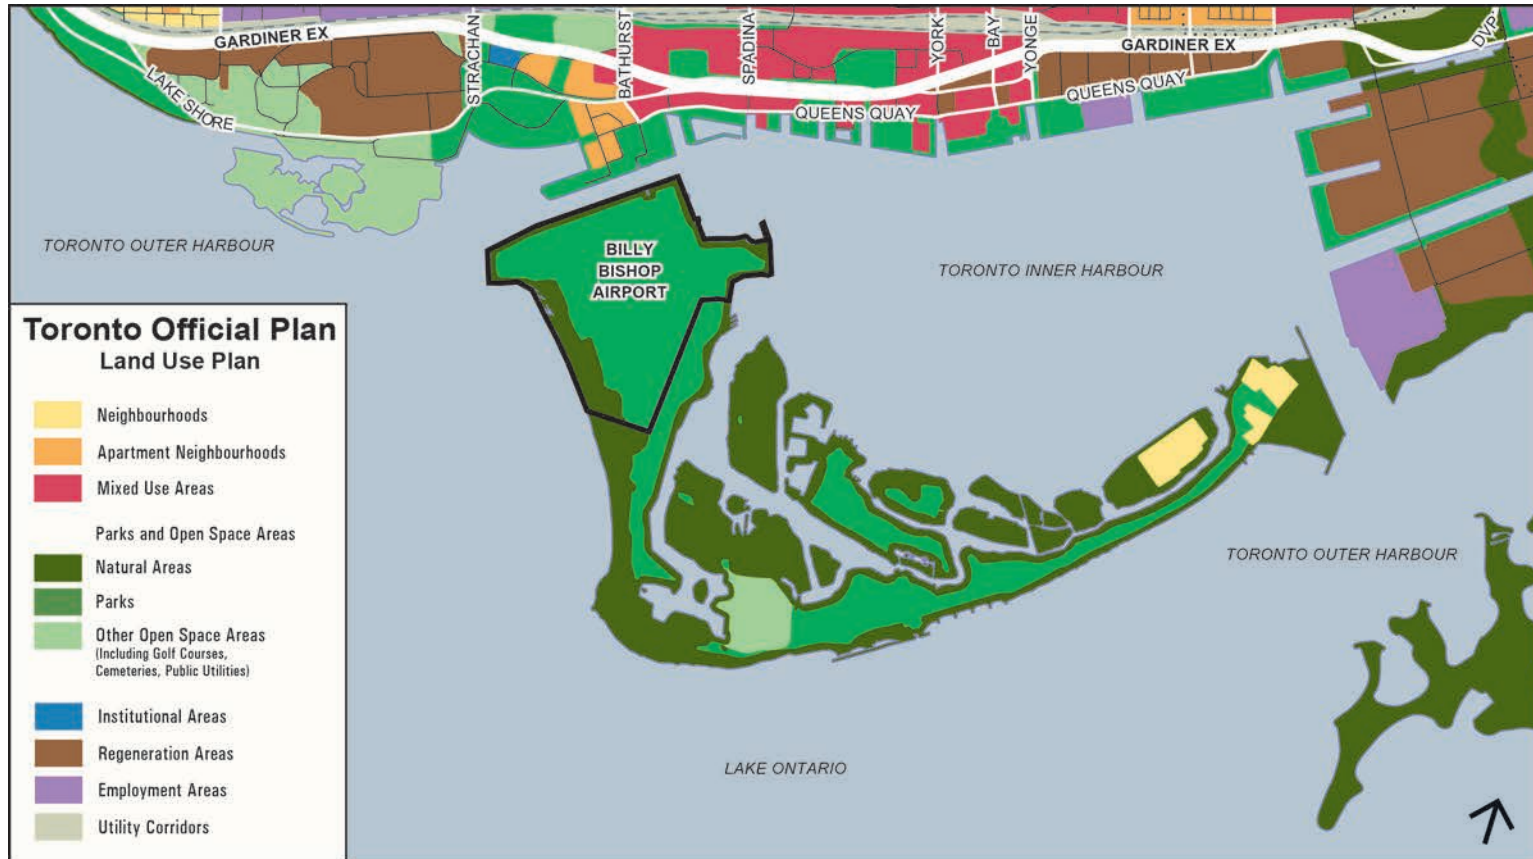 GARDINER EX
LAKE SHORE
STRACHAN
BATHURST
SPADINA
YORK
BAY
YONGE
GARDINER EX
DVP
QUEENS QUAY
QUEENS QUAY
TORONTO OUTER HARBOUR
BILLY
BISHOP
AIRPORT
TORONTO INNER HARBOUR
TORONTO OUTER HARBOUR
LAKE ONTARIO
Toronto Official Plan
Land Use Plan
Neighbourhoods
Apartment Neighbourhoods
Mixed Use Areas
Parks and Open Space Areas
Natural Areas
Parks
Other Open Space Areas
(Including Golf Courses,
Cemeteries, Public Utilities)
Institutional Areas
Regeneration Areas
Employment Areas
Utility Corridors